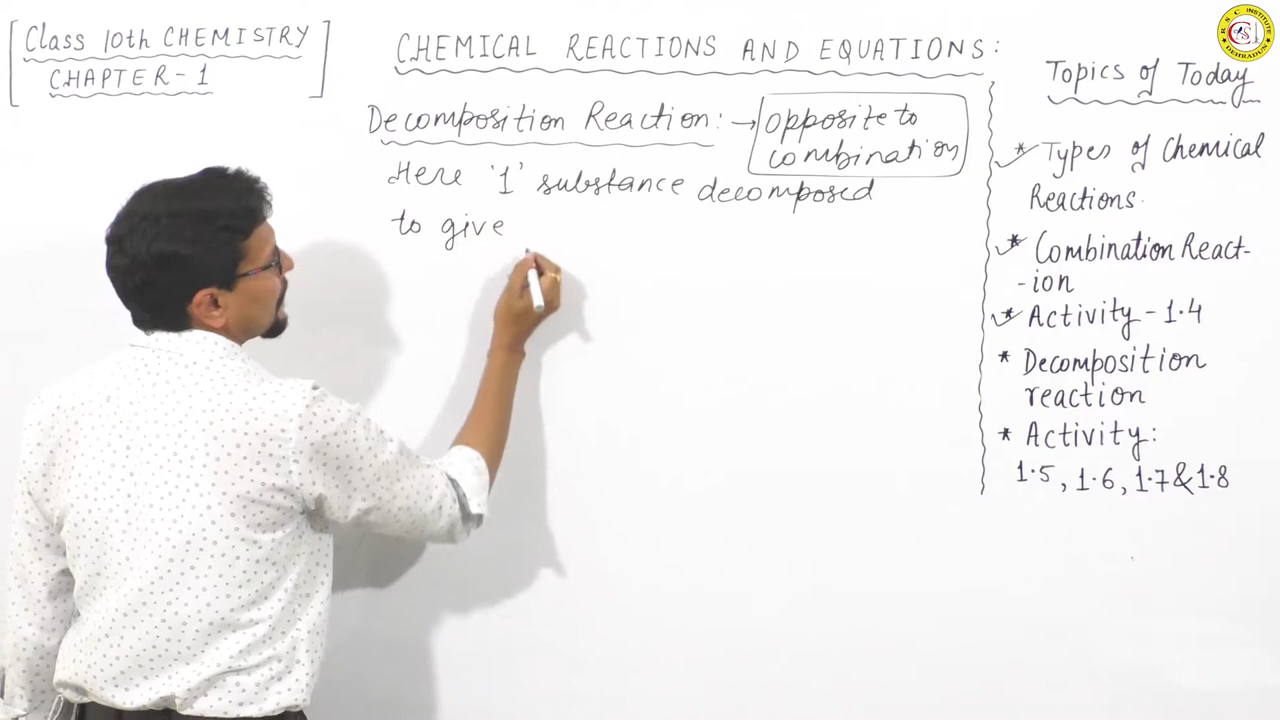 Class 10th CHEMISTRY
CHAPTER-1
CHEMICAL REACTIONS AND EQUATIONS:
Decomposition Reaction: → opposite to
combination
Here '1' substance decomposed
to give
Topics of Today
* Types of Chemical
Reactions.
* Combination React-
-ion
* Activity - 1.4
* Decomposition
reaction
* Activity:
1.5, 1.6, 1.7 & 1.8
R S C INSTITUTE
DEHRADUN